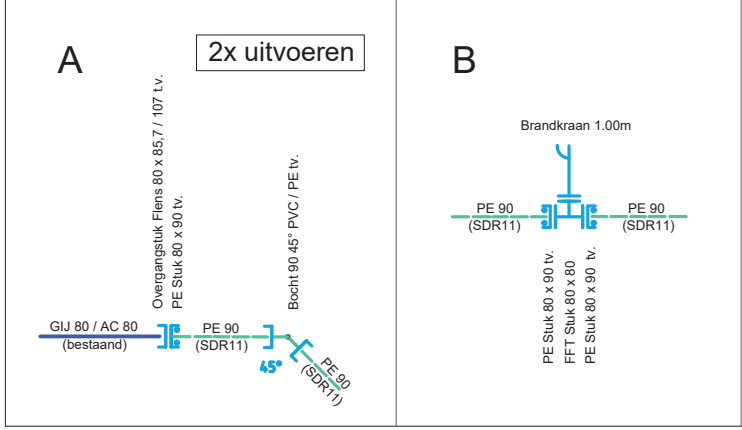 A
2x uitvoeren
Overgangstuk Flens 80 x 85,7 / 107 t.v.
PE Stuk 80 x 90 tv.
Bocht 90 45° PVC / PE tv.
GIJ 80 / AC 80
(bestaand)
PE 90
(SDR11)
45°
PE 90
(SDR11)
B
Brandkraan 1.00m
PE 90
(SDR11)
PE 90
(SDR11)
PE Stuk 80 x 90 tv.
FFT Stuk 80 x 80
PE Stuk 80 x 90 tv.